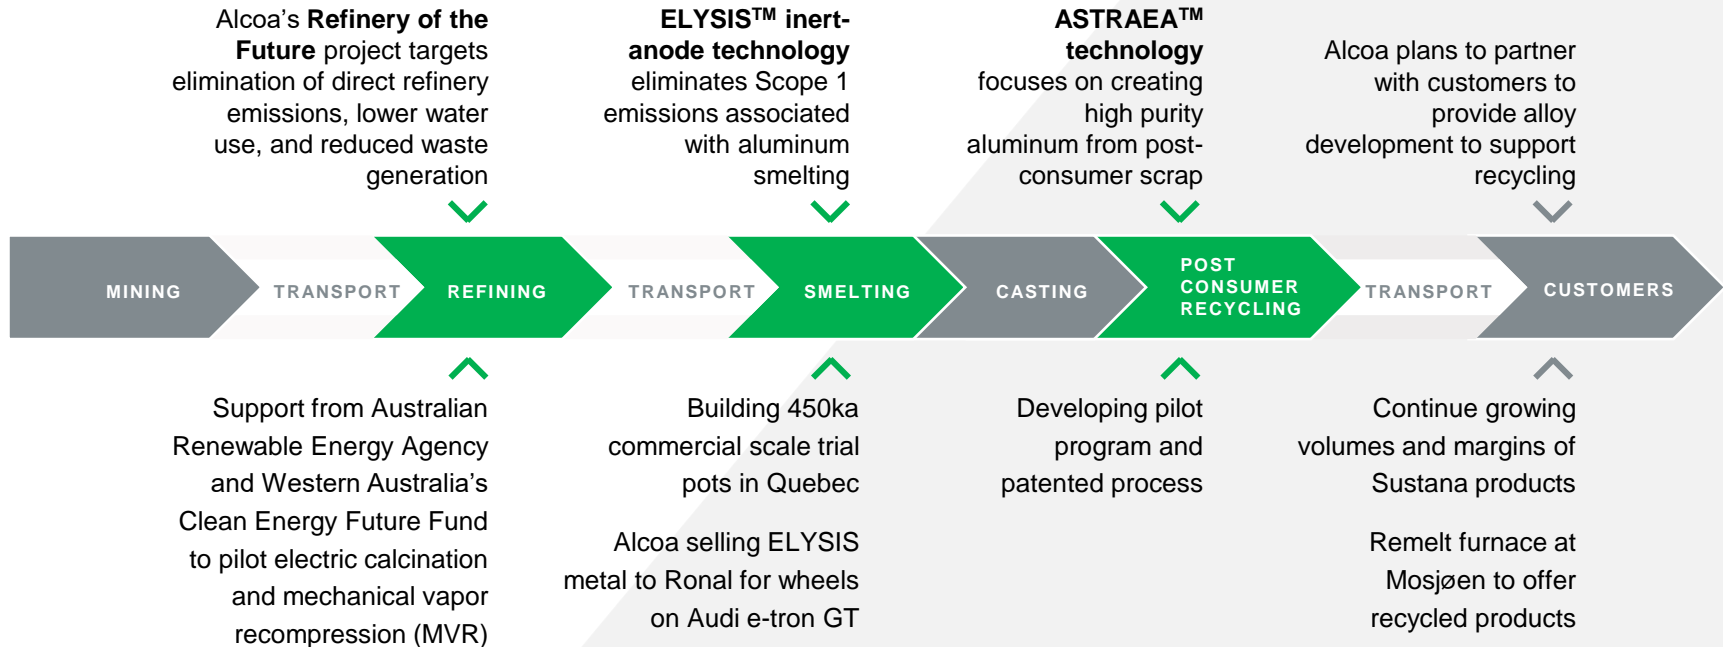 Alcoa’s Refinery of the
Future project targets
elimination of direct refinery
emissions, lower water
use, and reduced waste
generation
ELYSIS™ inert-
anode technology
eliminates Scope 1
emissions associated
with aluminum
smelting
ASTRAEA™
technology
focuses on creating
high purity
aluminum from post-
consumer scrap
Alcoa plans to partner
with customers to
provide alloy
development to support
recycling
MINING
TRANSPORT
REFINING
TRANSPORT
SMELTING
CASTING
POST
CONSUMER
RECYCLING
TRANSPORT
CUSTOMERS
Support from Australian
Renewable Energy Agency
and Western Australia’s
Clean Energy Future Fund
to pilot electric calcination
and mechanical vapor
recompression (MVR)
Building 450ka
commercial scale trial
pots in Quebec
Alcoa selling ELYSIS
metal to Ronal for wheels
on Audi e-tron GT
Developing pilot
program and
patented process
Continue growing
volumes and margins of
Sustana products
Remelt furnace at
Mosjøen to offer
recycled products